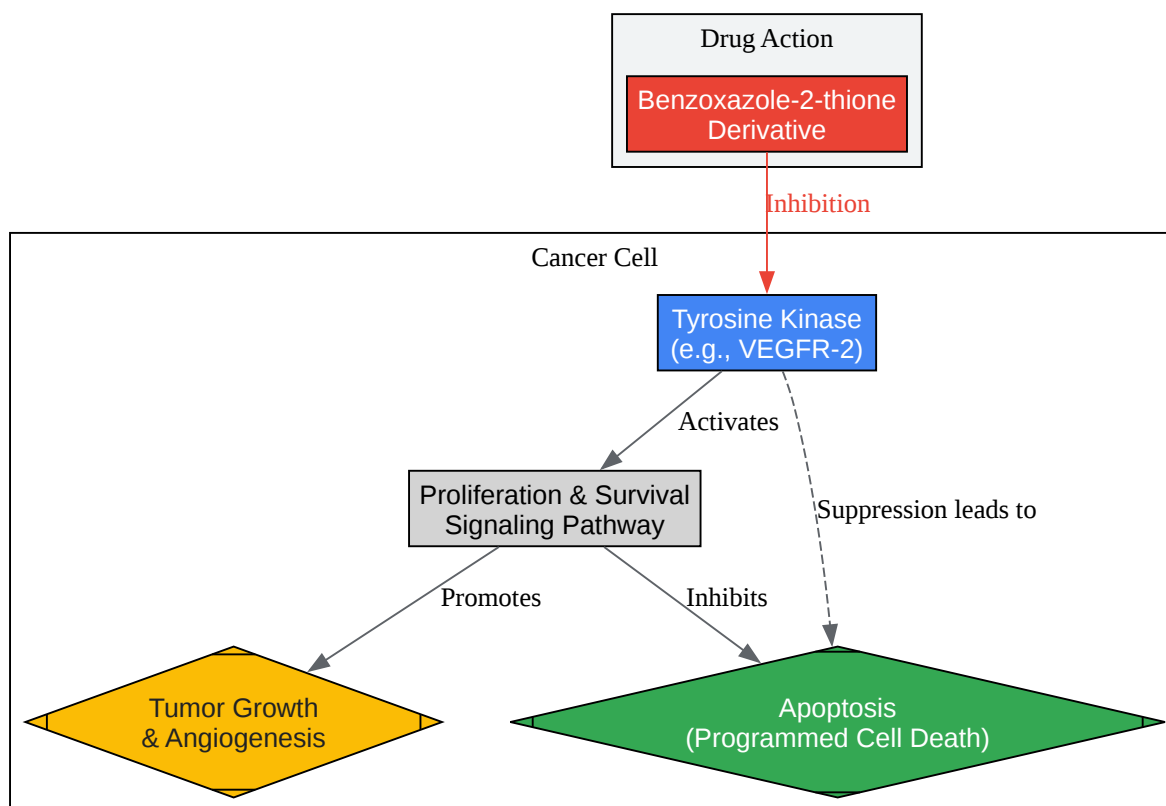 Drug Action
Benzoxazole-2-thione
Derivative
Inhibition
Cancer Cell
Tyrosine Kinase
(e.g., VEGFR-2)
Activates
Proliferation & Survival
Signaling Pathway
Suppression leads to
Promotes
Inhibits
Tumor Growth
& Angiogenesis
Apoptosis
(Programmed Cell Death)